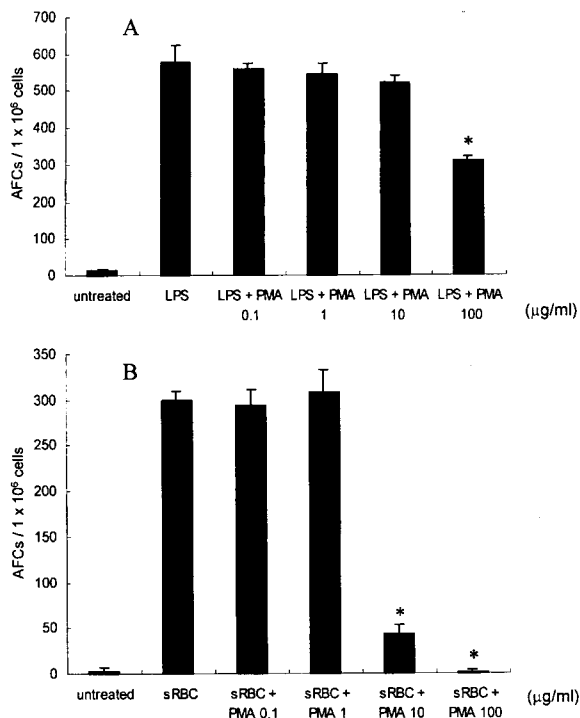 A
AFCs / 1 x 10⁶ cells
700
600
500
400
300
200
100
0
*
untreated LPS LPS + PMA LPS + PMA LPS + PMA LPS + PMA
0.1 1 10 100 (µg/ml)
B
AFCs / 1 x 10⁶ cells
350
300
250
200
150
100
50
0
*
*
untreated sRBC sRBC + sRBC + sRBC + sRBC + (µg/ml)
PMA 0.1 PMA 1 PMA 10 PMA 100